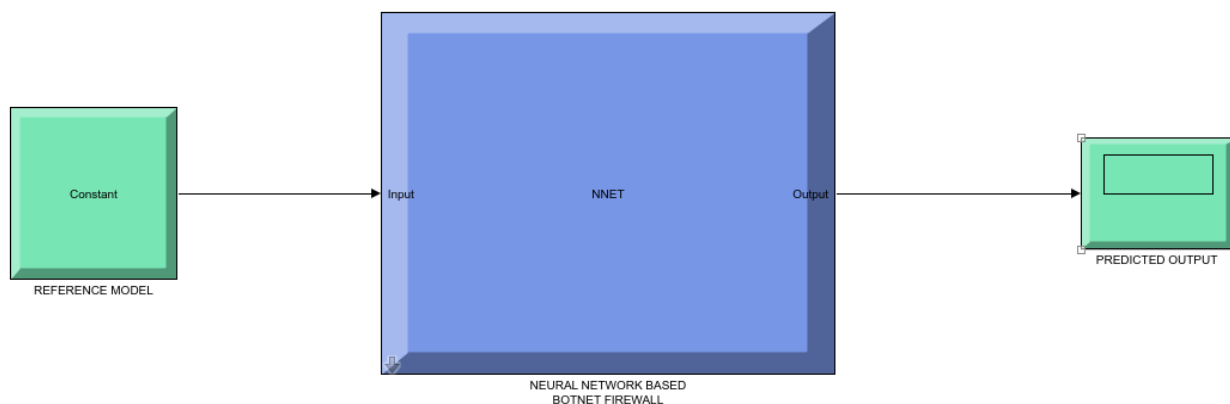 Constant
REFERENCE MODEL
Input
NNET
Output
NEURAL NETWORK BASED
BOTNET FIREWALL
PREDICTED OUTPUT